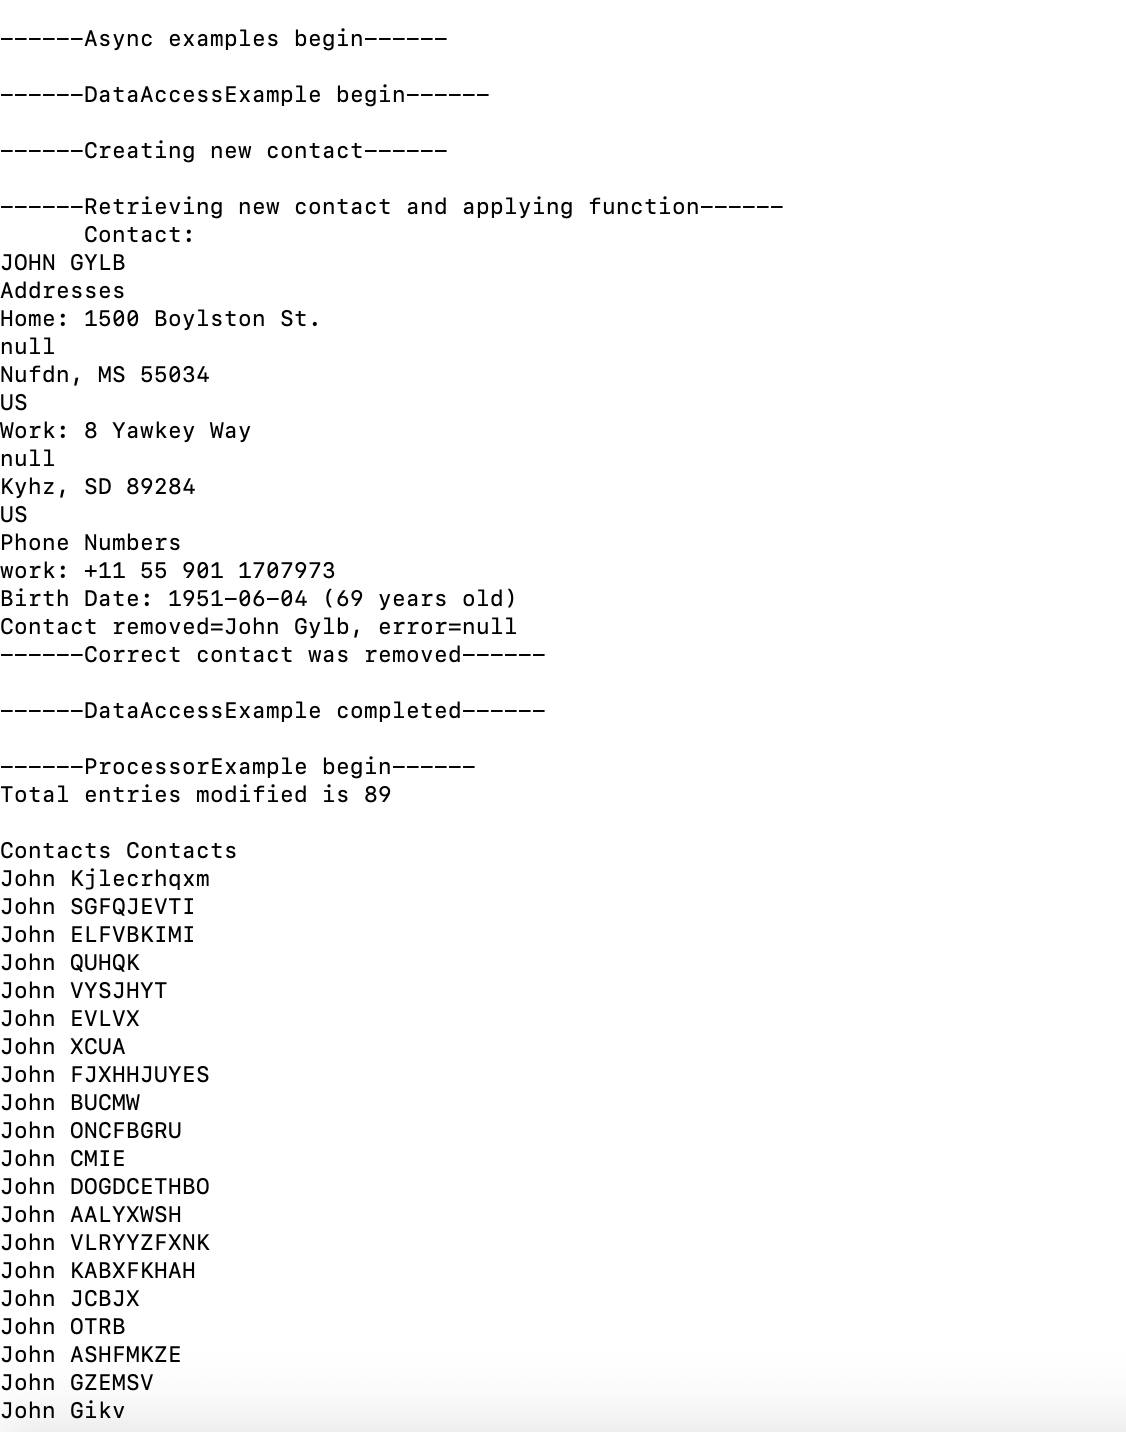 ------Async examples begin------
------DataAccessExample begin------
------Creating new contact------
------Retrieving new contact and applying function------
Contact:
JOHN GYLB
Addresses
Home: 1500 Boylston St.
null
Nufdn, MS 55034
US
Work: 8 Yawkey Way
null
Kyhz, SD 89284
US
Phone Numbers
work: +11 55 901 1707973
Birth Date: 1951-06-04 (69 years old)
Contact removed=John Gylb, error=null
------Correct contact was removed------
------DataAccessExample completed------
------ProcessorExample begin------
Total entries modified is 89
Contacts Contacts
John Kjlecrhqxm
John SGFQJEVTI
John ELFVBKIMI
John QUHQK
John VYSJHYT
John EVLVX
John XCUA
John FJXHHJUYES
John BUCMW
John ONCFBGRU
John CMIE
John DOGDCETHBO
John AALYXWSH
John VLRYYZFXNK
John KABXFKHAH
John JCBJX
John OTRB
John ASHFMKZE
John GZEMSV
John Gikv